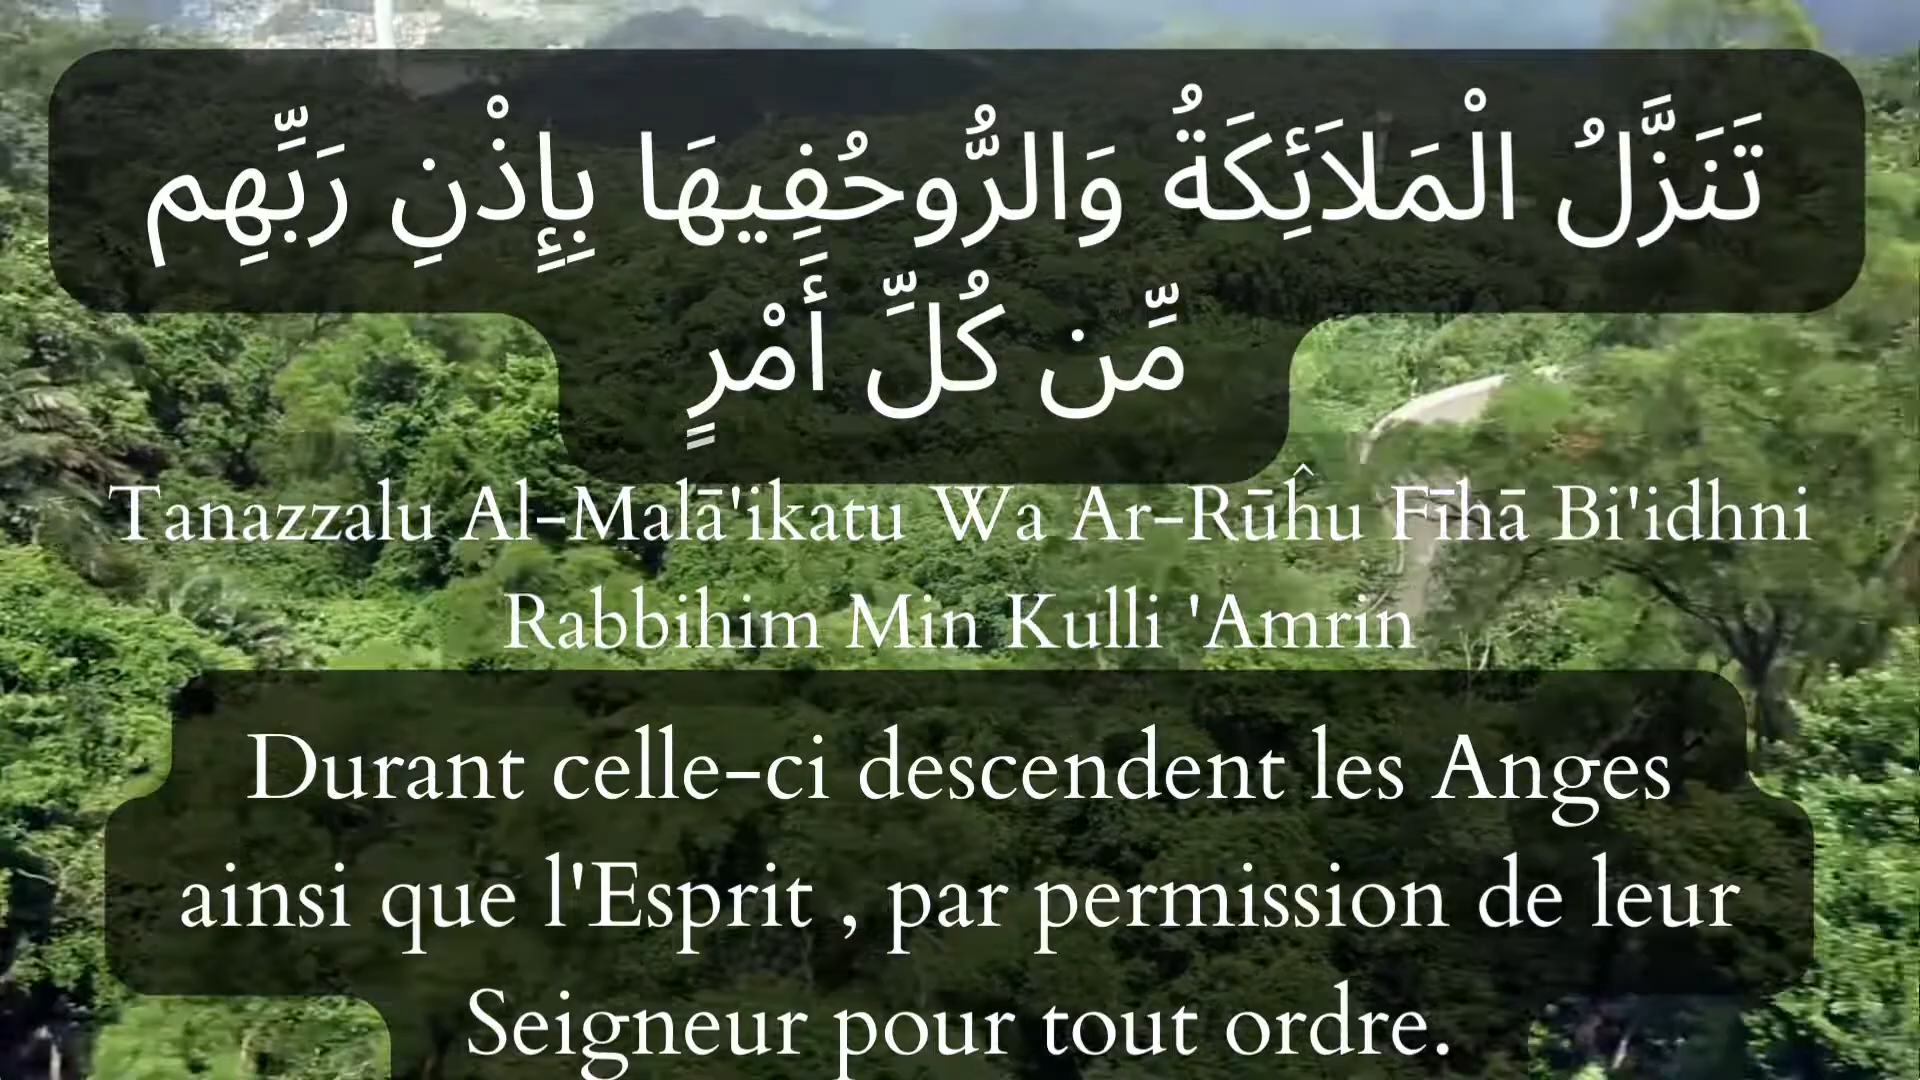 تَنَزَّلُ الْمَلاَئِكَةُ وَالرُّوحُفِيهَا بِإِذْنِ رَبِّهِم
مِّن كُلِّ أَمْرٍ
Tanazzalu Al-Malā'ikatu Wa Ar-Rūĥu Fīhā Bi'idhni
Rabbihim Min Kulli 'Amrin
Durant celle-ci descendent les Anges
ainsi que l'Esprit , par permission de leur
Seigneur pour tout ordre.